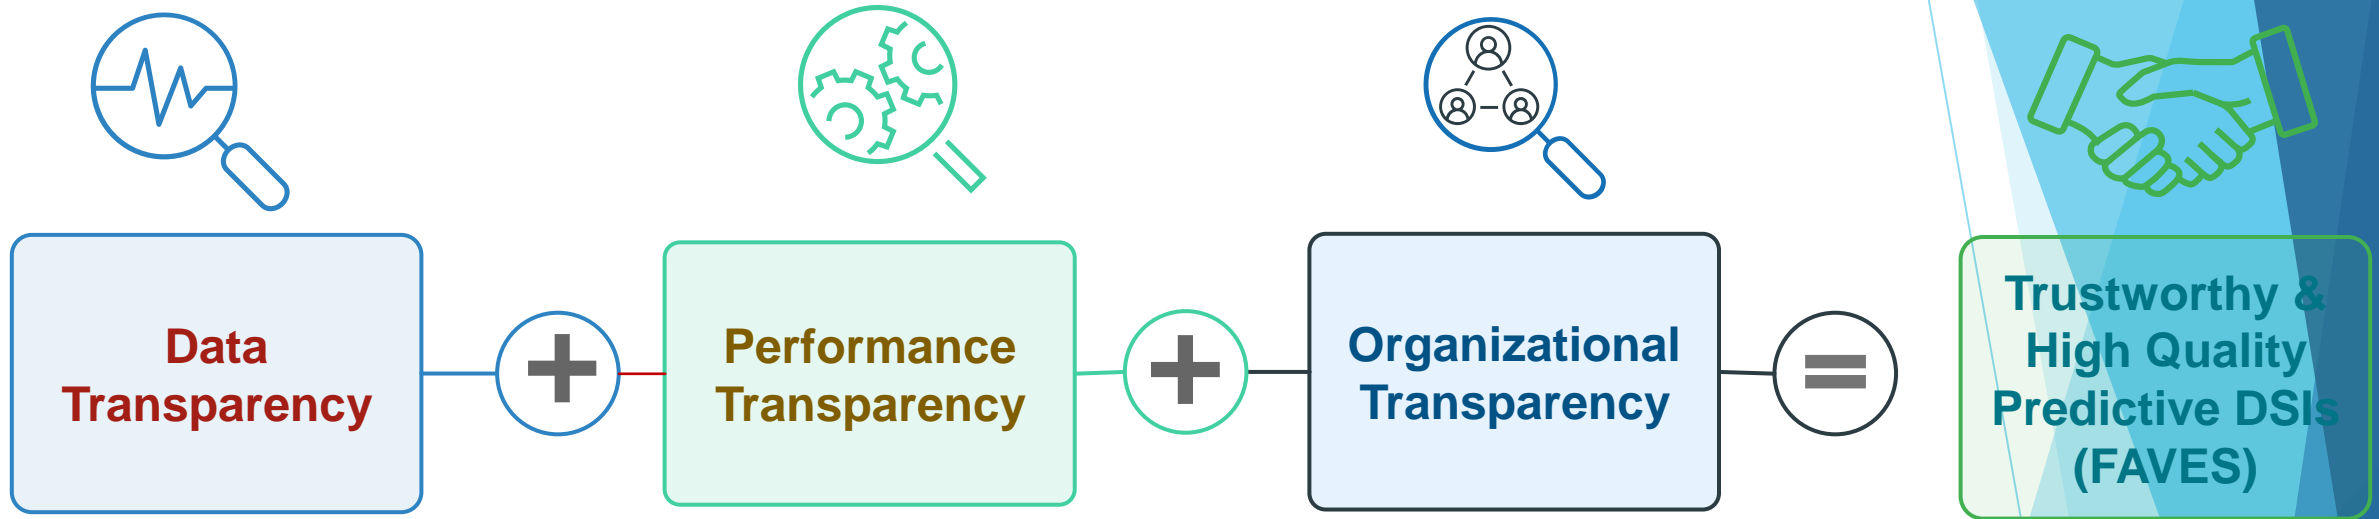 Data
Transparency
+
Performance
Transparency
+
Organizational
Transparency
=
Trustworthy &
High Quality
Predictive DSIs
(FAVES)